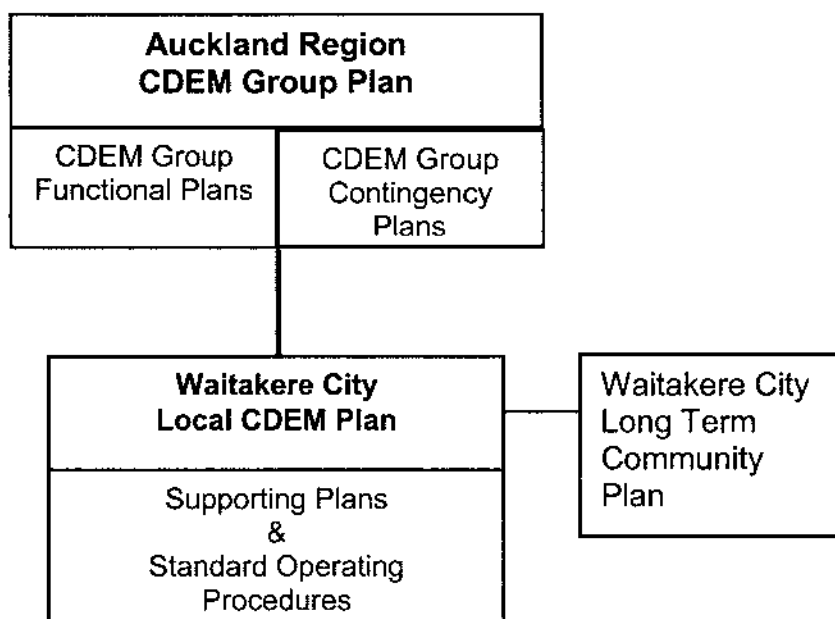 Auckland Region
CDEM Group Plan
CDEM Group
Functional Plans
CDEM Group
Contingency
Plans
Waitakere City
Local CDEM Plan
Supporting Plans
&
Standard Operating
Procedures
Waitakere City
Long Term
Community
Plan